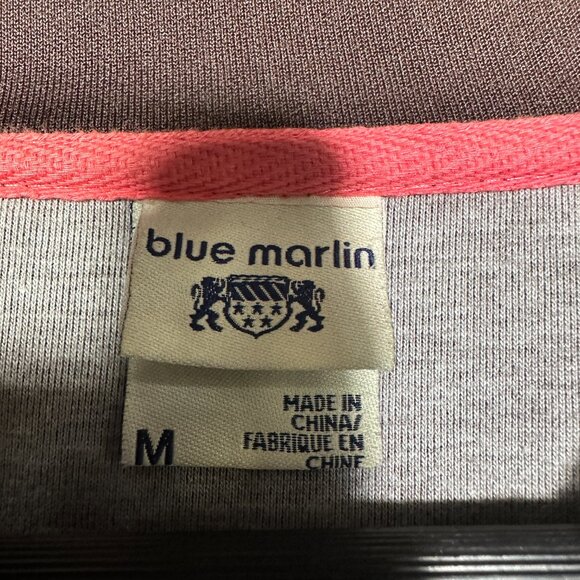 blue marlin
M
MADE IN
CHINA/
FABRIQUE EN
CHINE